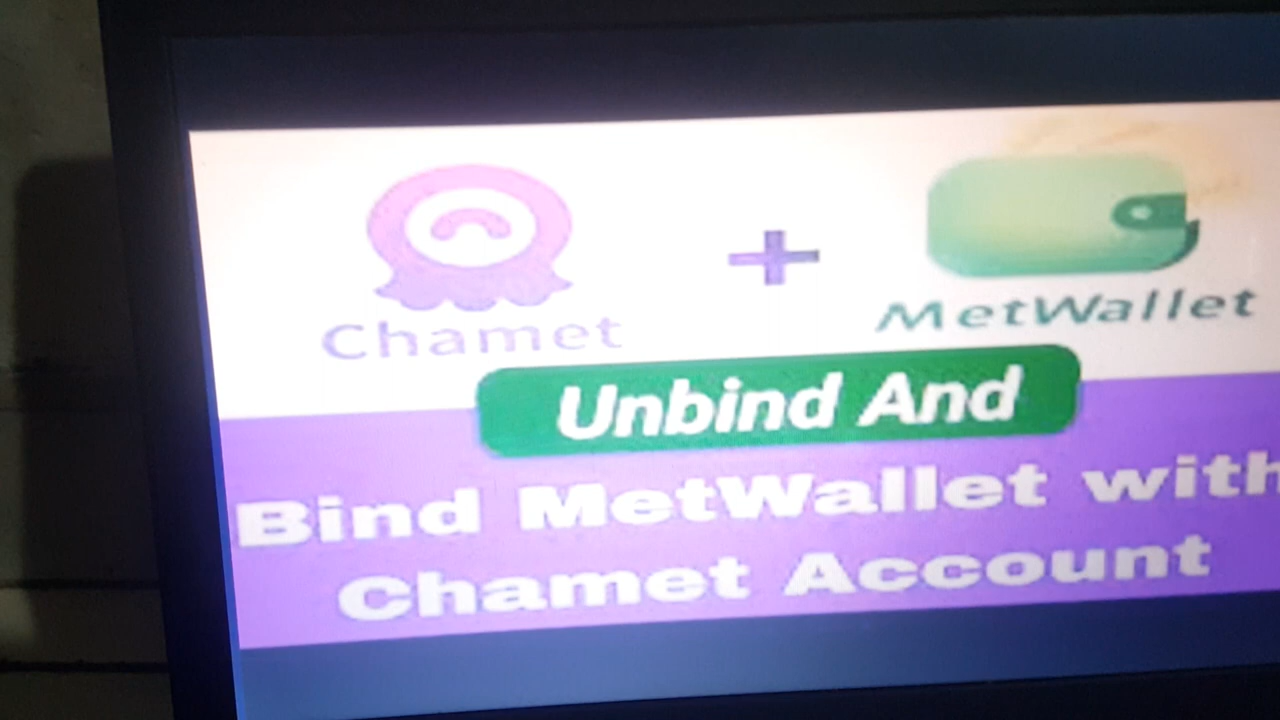 Chamet
MetWallet
Unbind And
Bind MetWallet with
Chamet Account